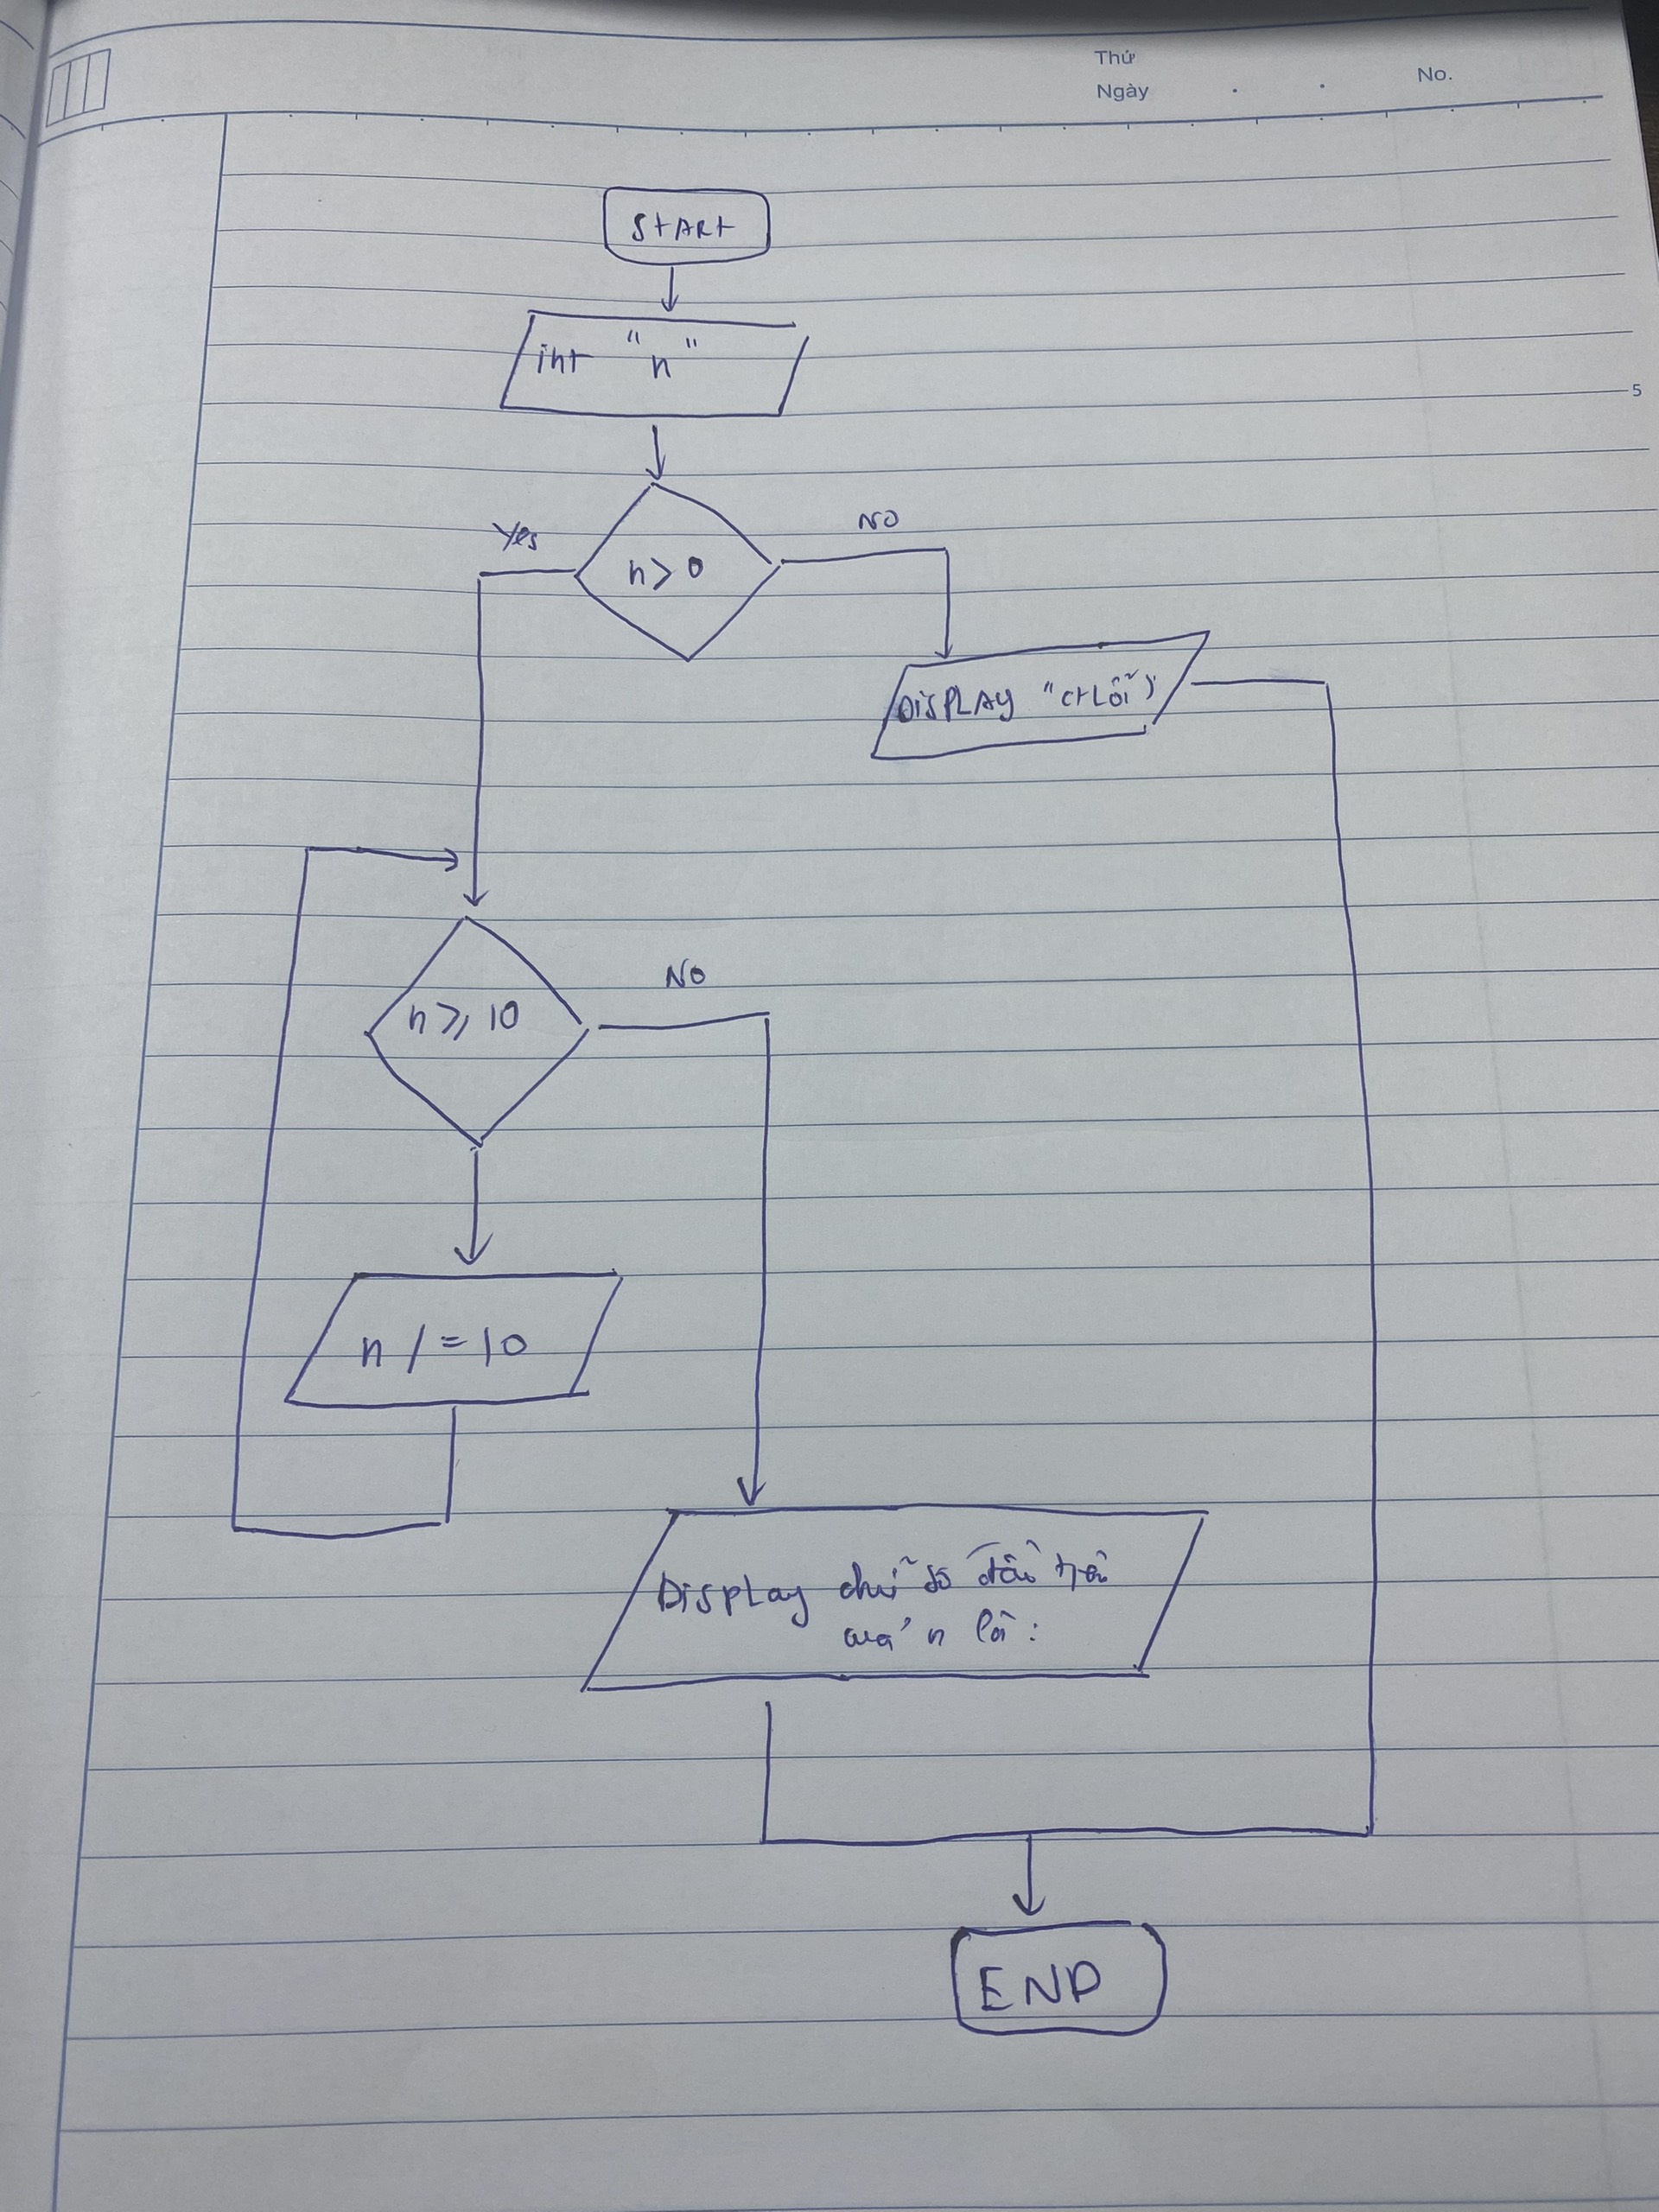 Thứ
Ngày
No.
START
int "n"
5
n > 0
Yes
NO
DISPLAY "ct Lỗi"
n ≥ 10
NO
n /= 10
Display chữ số đầu tiên
của n là :
END